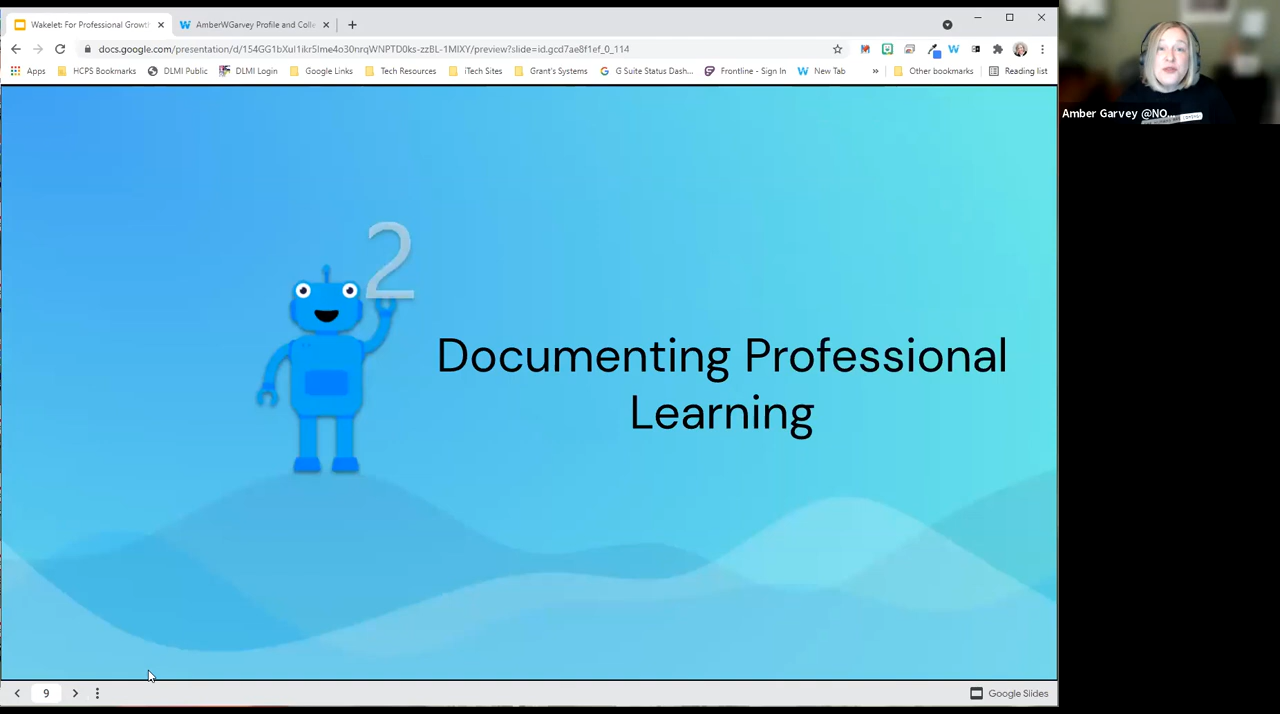 Wakelet: For Professional Growth
AmberWGarvey Profile and Colle
docs.google.com/presentation/d/154GG1bXul1ikr5Ime4o30nrqWNPTD0ks-zzBL-1MIXY/preview?slide=id.gcd7ae8f1ef_0_114
Apps
HCPS Bookmarks
DLMI Public
DLMI Login
Google Links
Tech Resources
iTech Sites
Grant's Systems
G Suite Status Dash...
Frontline - Sign In
New Tab
»
Other bookmarks
Reading list
Amber Garvey @NO...
2
Documenting Professional
Learning
9
Google Slides